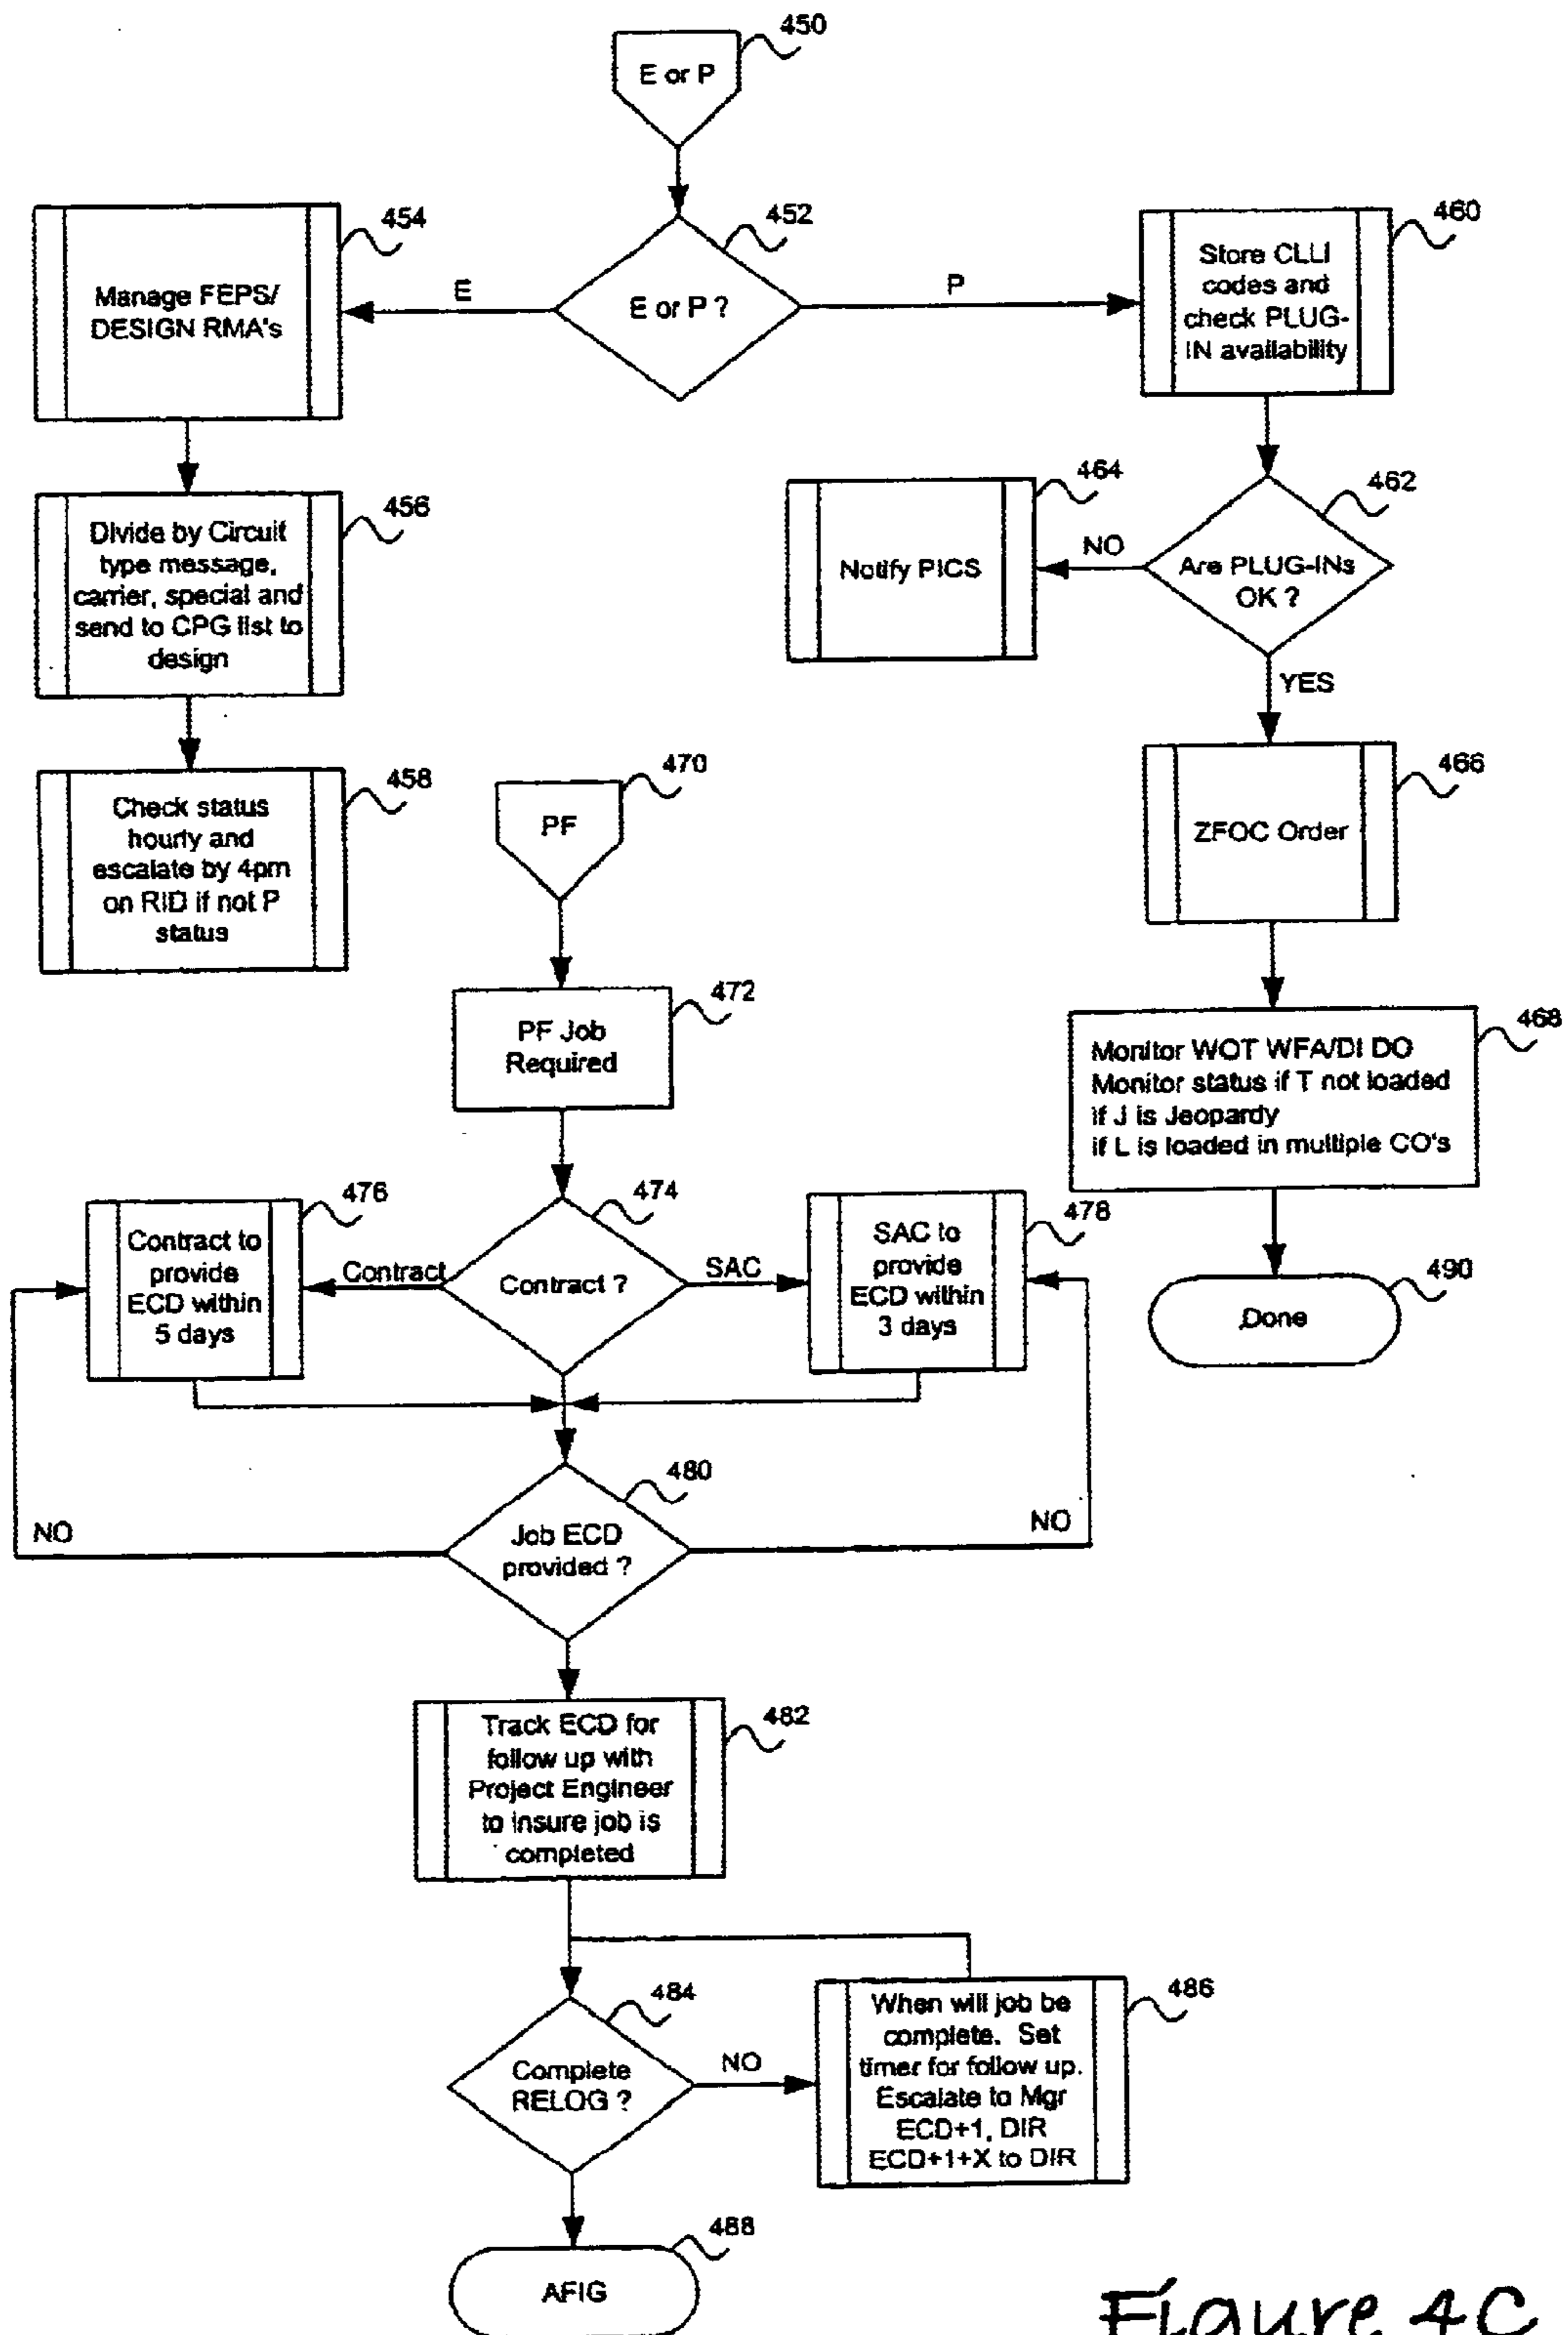 450
E or P
452
E or P ?
E
P
454
Manage FEPS/
DESIGN RMA's
460
Store CLLI
codes and
check PLUG-
IN availability
456
Divide by Circuit
type message,
carrier, special and
send to CPG list to
design
464
Notify PICS
NO
462
Are PLUG-INs
OK ?
YES
458
Check status
hourly and
escalate by 4pm
on RID if not P
status
470
PF
466
ZFOC Order
472
PF Job
Required
468
Monitor WOT WFA/DI DO
Monitor status if T not loaded
if J is Jeopardy
if L is loaded in multiple CO's
476
Contract to
provide
ECD within
5 days
Contract
474
Contract ?
SAC
478
SAC to
provide
ECD within
3 days
490
Done
480
Job ECD
provided ?
NO
NO
482
Track ECD for
follow up with
Project Engineer
to insure job is
completed
484
Complete
RELOG ?
NO
486
When will job be
complete. Set
timer for follow up.
Escalate to Mgr
ECD+1, DIR
ECD+1+X to DIR
488
AFIG
Figure 4C